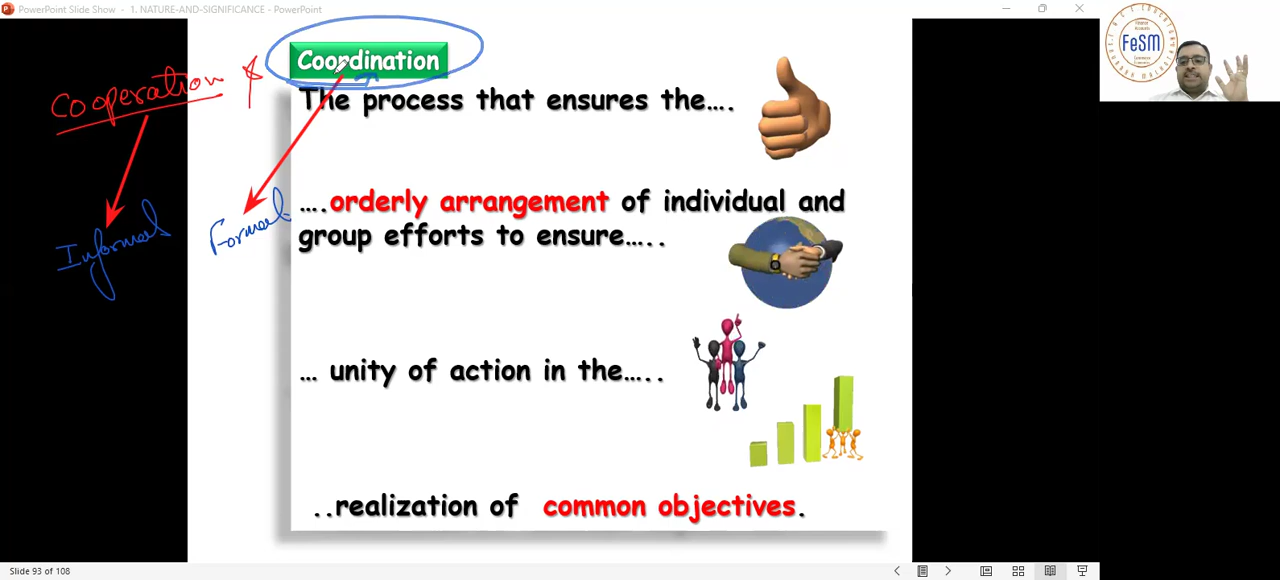 PowerPoint Slide Show - 1. NATURE-AND-SIGNIFICANCE - PowerPoint
FeSM
Coordination
Cooperation &
The process that ensures the….
….orderly arrangement of individual and
group efforts to ensure…..
Informal
Formal
… unity of action in the…..
..realization of common objectives.
Slide 93 of 108